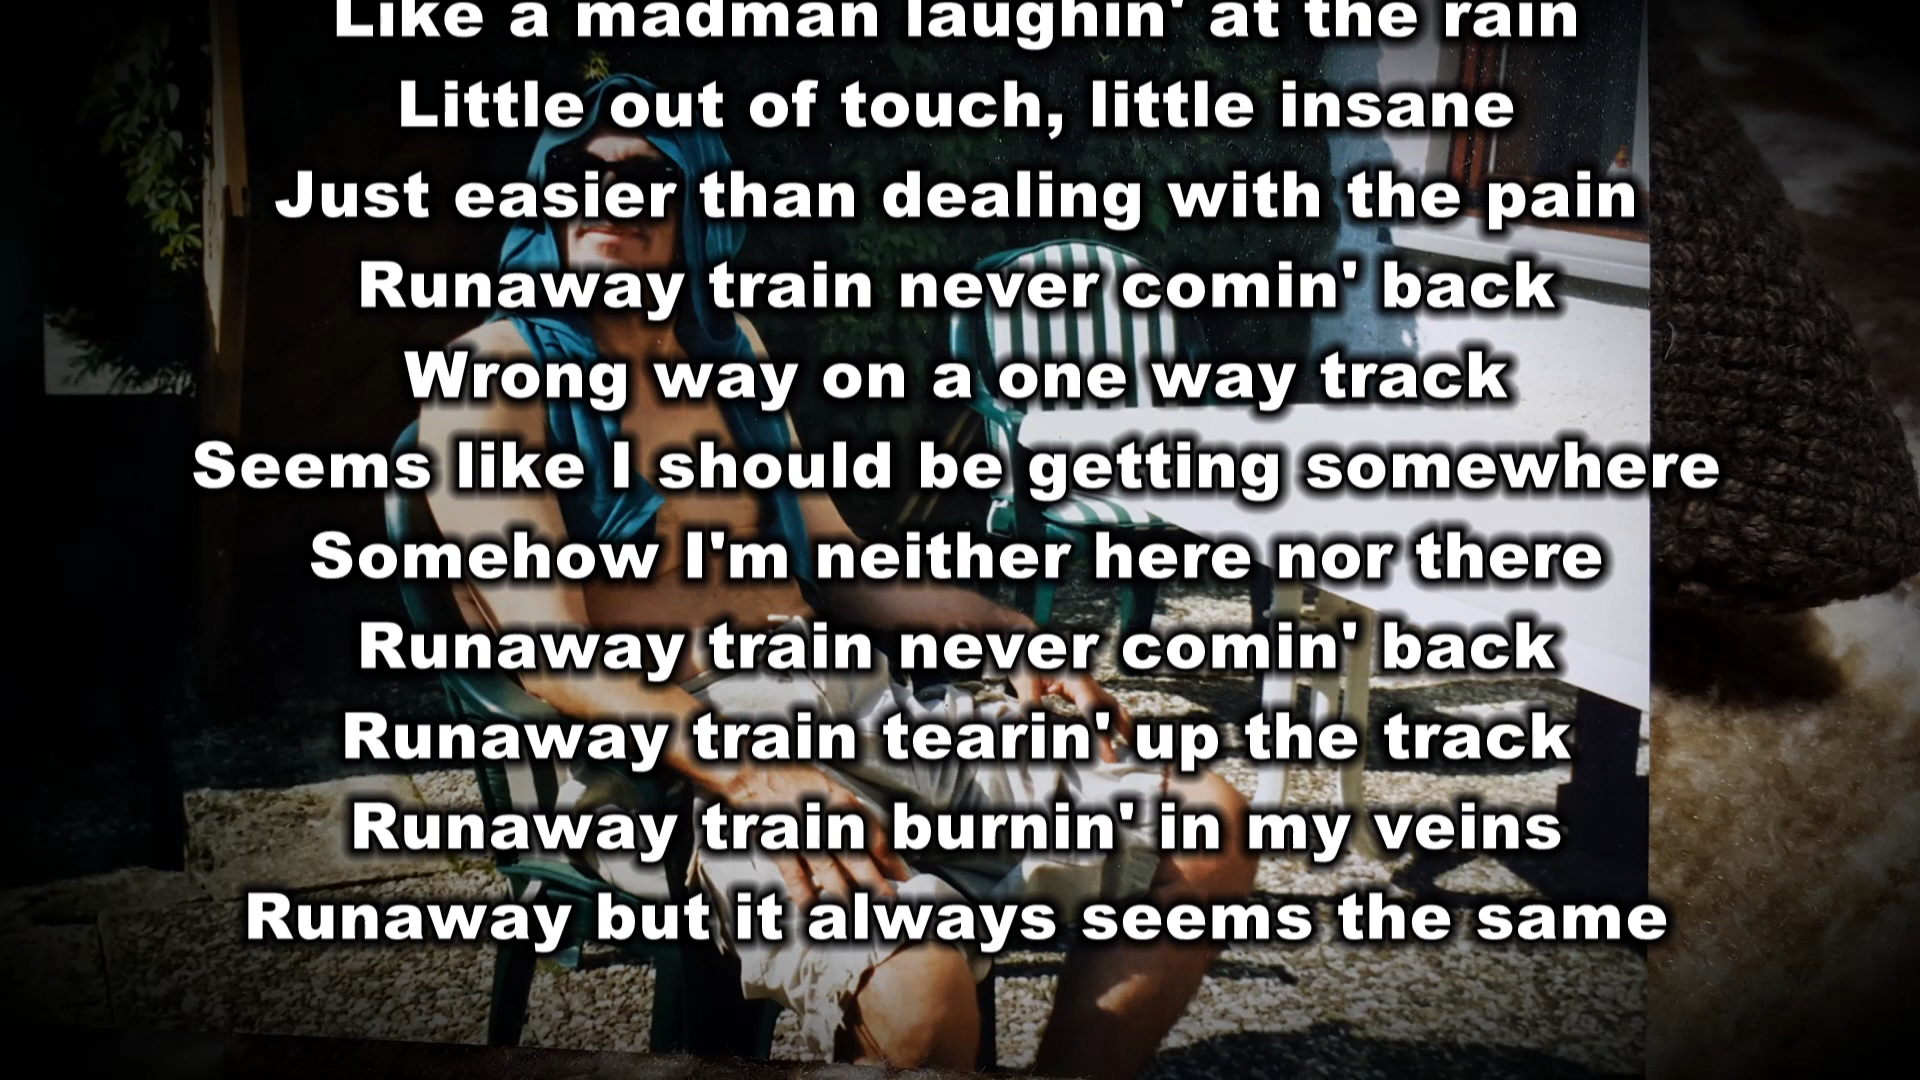 Like a madman laughin' at the rain
Little out of touch, little insane
Just easier than dealing with the pain
Runaway train never comin' back
Wrong way on a one way track
Seems like I should be getting somewhere
Somehow I'm neither here nor there
Runaway train never comin' back
Runaway train tearin' up the track
Runaway train burnin' in my veins
Runaway but it always seems the same